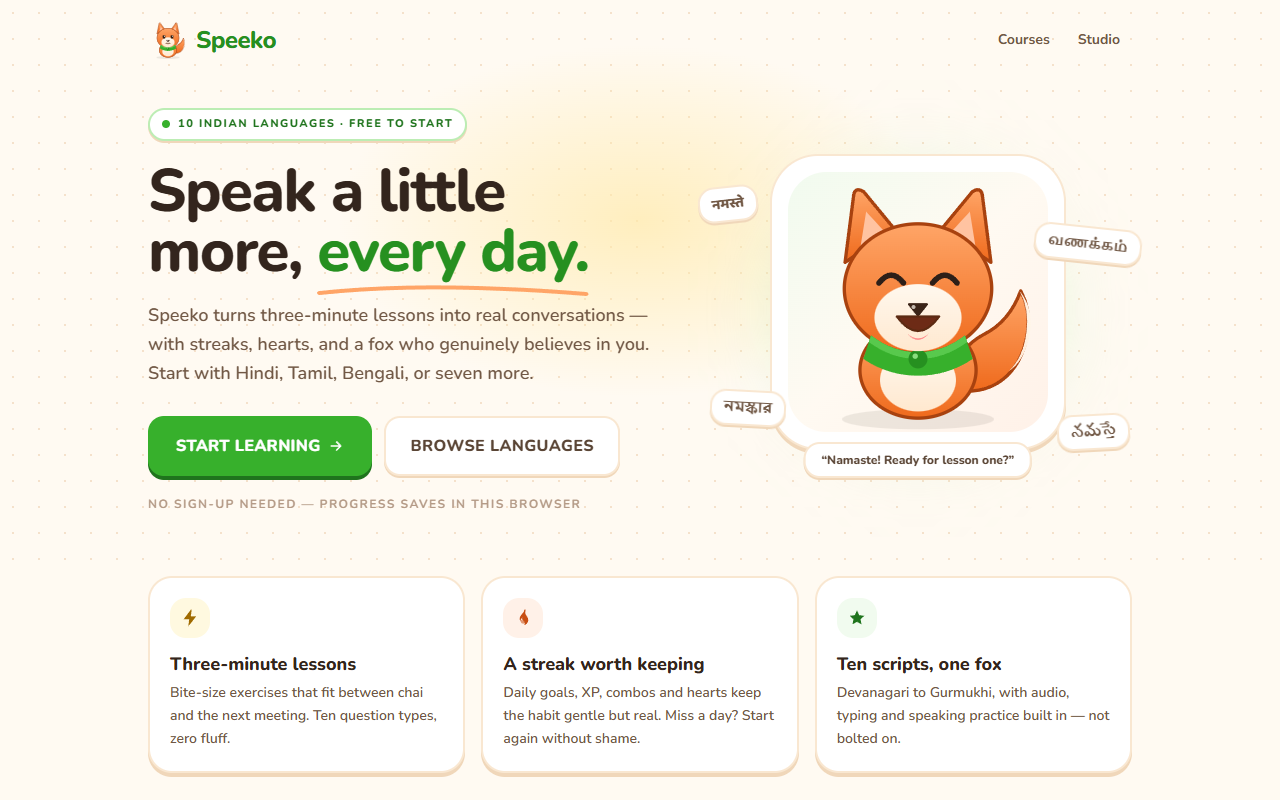 Speeko
Courses
Studio
10 INDIAN LANGUAGES · FREE TO START
Speak a little
more, every day.
Speeko turns three-minute lessons into real conversations —
with streaks, hearts, and a fox who genuinely believes in you.
Start with Hindi, Tamil, Bengali, or seven more.
START LEARNING →
BROWSE LANGUAGES
NO SIGN-UP NEEDED — PROGRESS SAVES IN THIS BROWSER
नमस्ते
வணக்கம்
নমস্কার
నమస్తే
“Namaste! Ready for lesson one?”
Three-minute lessons
Bite-size exercises that fit between chai
and the next meeting. Ten question types,
zero fluff.
A streak worth keeping
Daily goals, XP, combos and hearts keep
the habit gentle but real. Miss a day? Start
again without shame.
Ten scripts, one fox
Devanagari to Gurmukhi, with audio,
typing and speaking practice built in — not
bolted on.